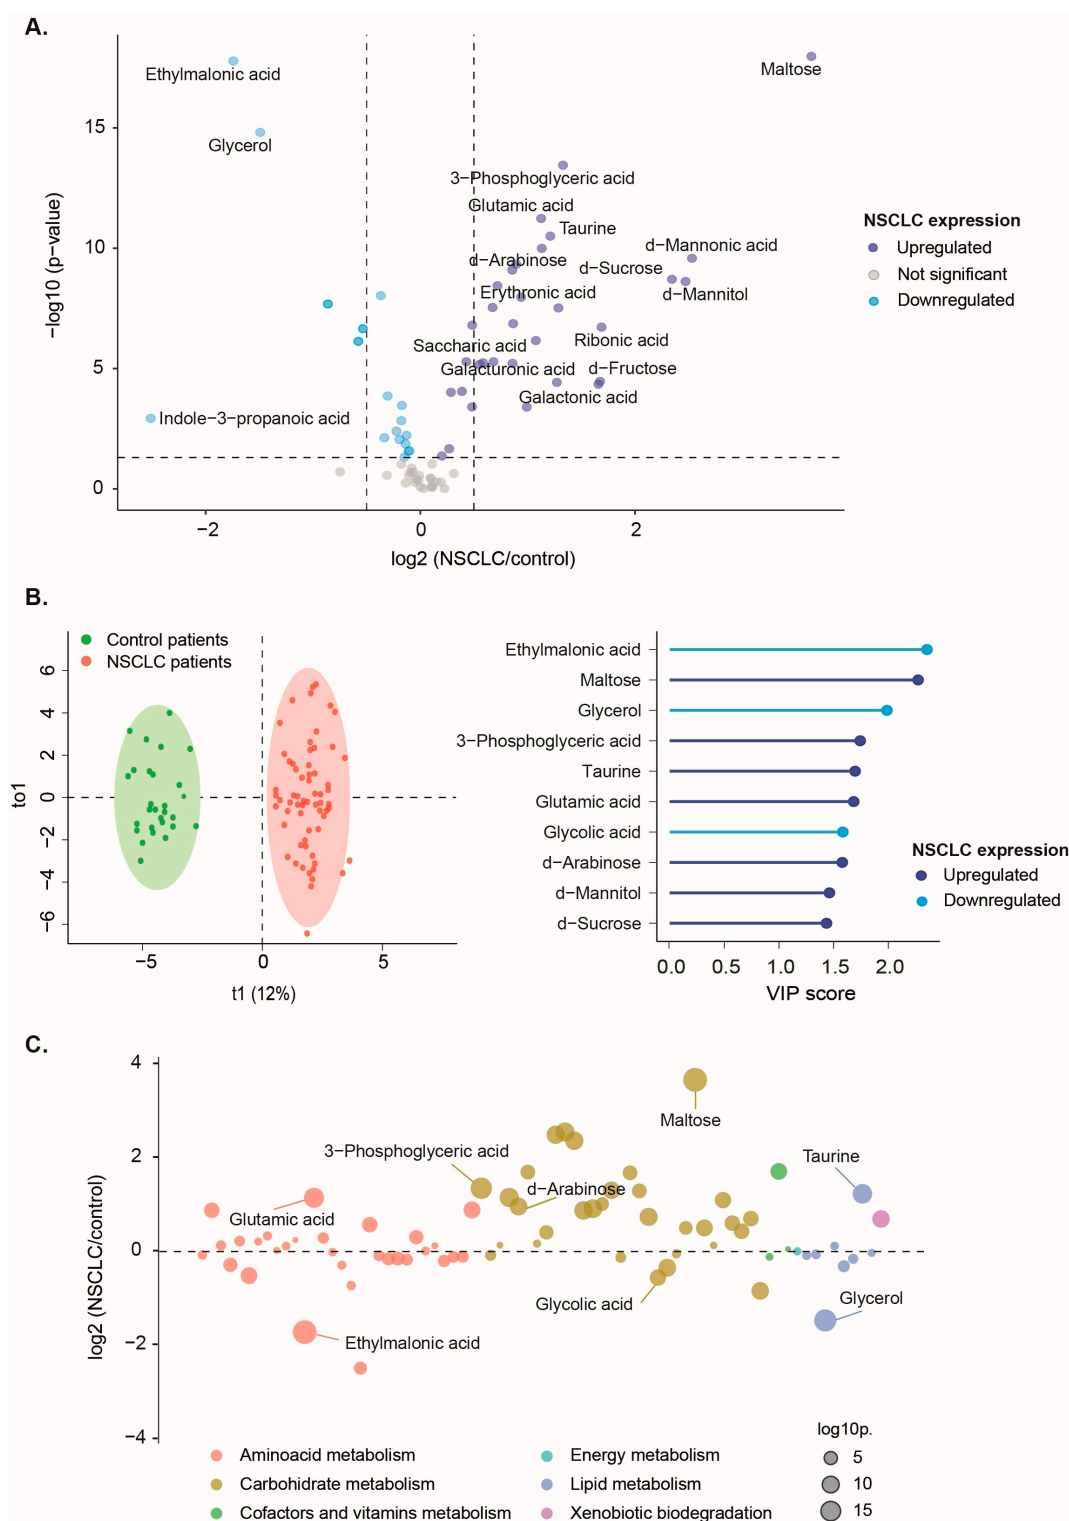 A.
Ethylmalonic acid
Maltose
Glycerol
15
3−Phosphoglyceric acid
Glutamic acid
Taurine
NSCLC expression
Upregulated
Not significant
Downregulated
10
d−Mannonic acid
d−Arabinose
d−Sucrose
Erythronic acid
d−Mannitol
−log10 (p−value)
Saccharic acid
Ribonic acid
5
Galacturonic acid
d−Fructose
Galactonic acid
Indole−3−propanoic acid
0
−2
0
2
log2 (NSCLC/control)
B.
Control patients
NSCLC patients
6
4
2
0
−2
−4
−6
to1
−5
0
5
t1 (12%)
Ethylmalonic acid
Maltose
Glycerol
3−Phosphoglyceric acid
Taurine
Glutamic acid
Glycolic acid
d−Arabinose
d−Mannitol
d−Sucrose
NSCLC expression
Upregulated
Downregulated
0.0
0.5
1.0
1.5
2.0
VIP score
C.
4
2
0
−2
−4
log2 (NSCLC/control)
Maltose
3−Phosphoglyceric acid
Taurine
d−Arabinose
Glutamic acid
Glycolic acid
Glycerol
Ethylmalonic acid
Aminoacid metabolism
Carbohidrate metabolism
Cofactors and vitamins metabolism
Energy metabolism
Lipid metabolism
Xenobiotic biodegradation
log10p.
5
10
15